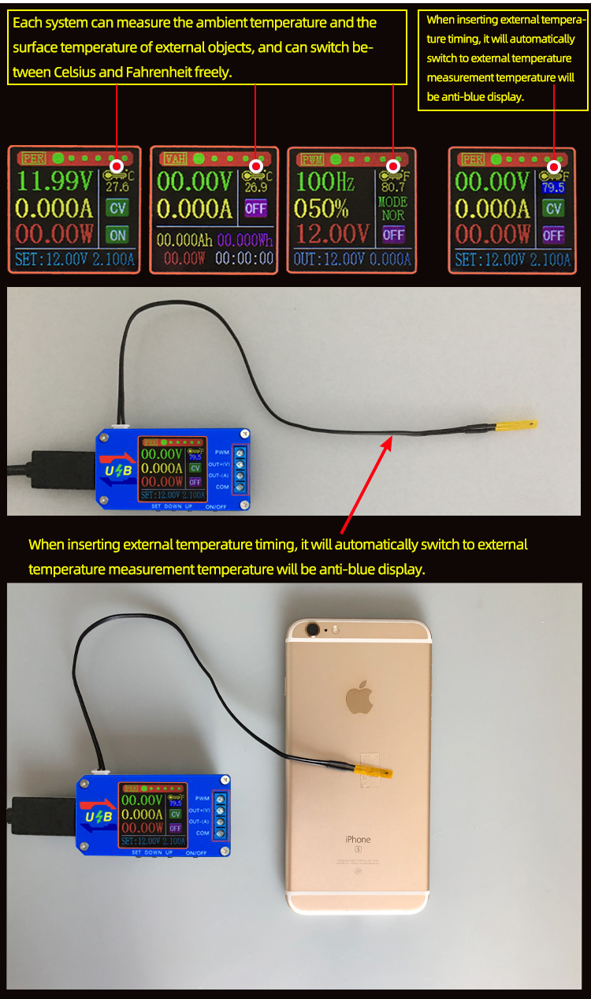 Each system can measure the ambient temperature and the
surface temperature of external objects, and can switch be-
tween Celsius and Fahrenheit freely.
When inserting external tempera-
ture timing, it will automatically
switch to external temperature
measurement temperature will
be anti-blue display.
PER
11.99V
C
27.6
0.000A
CV
00.00W
ON
SET:12.00V 2.100A
VAH
00.00V
C
26.9
0.000A
OFF
00.000Ah 00.000Wh
00.00W 00:00:00
PWM
100Hz
F
80.7
050%
MODE
NOR
12.00V
OFF
OUT:12.00V 0.000A
PER
00.00V
F
79.5
0.000A
CV
00.00W
OFF
SET:12.00V 2.100A
USB
PER
00.00V
F
79.5
0.000A
CV
00.00W
OFF
SET:12.00V 2.100A
PWM
OUT+(V)
OUT-(A)
COM
SET DOWN UP ON/OFF
When inserting external temperature timing, it will automatically switch to external
temperature measurement temperature will be anti-blue display.
USB
PER
00.00V
F
79.5
0.000A
CV
00.00W
OFF
SET:12.00V 2.100A
PWM
OUT+(V)
OUT-(A)
COM
SET DOWN UP ON/OFF
iPhone
S